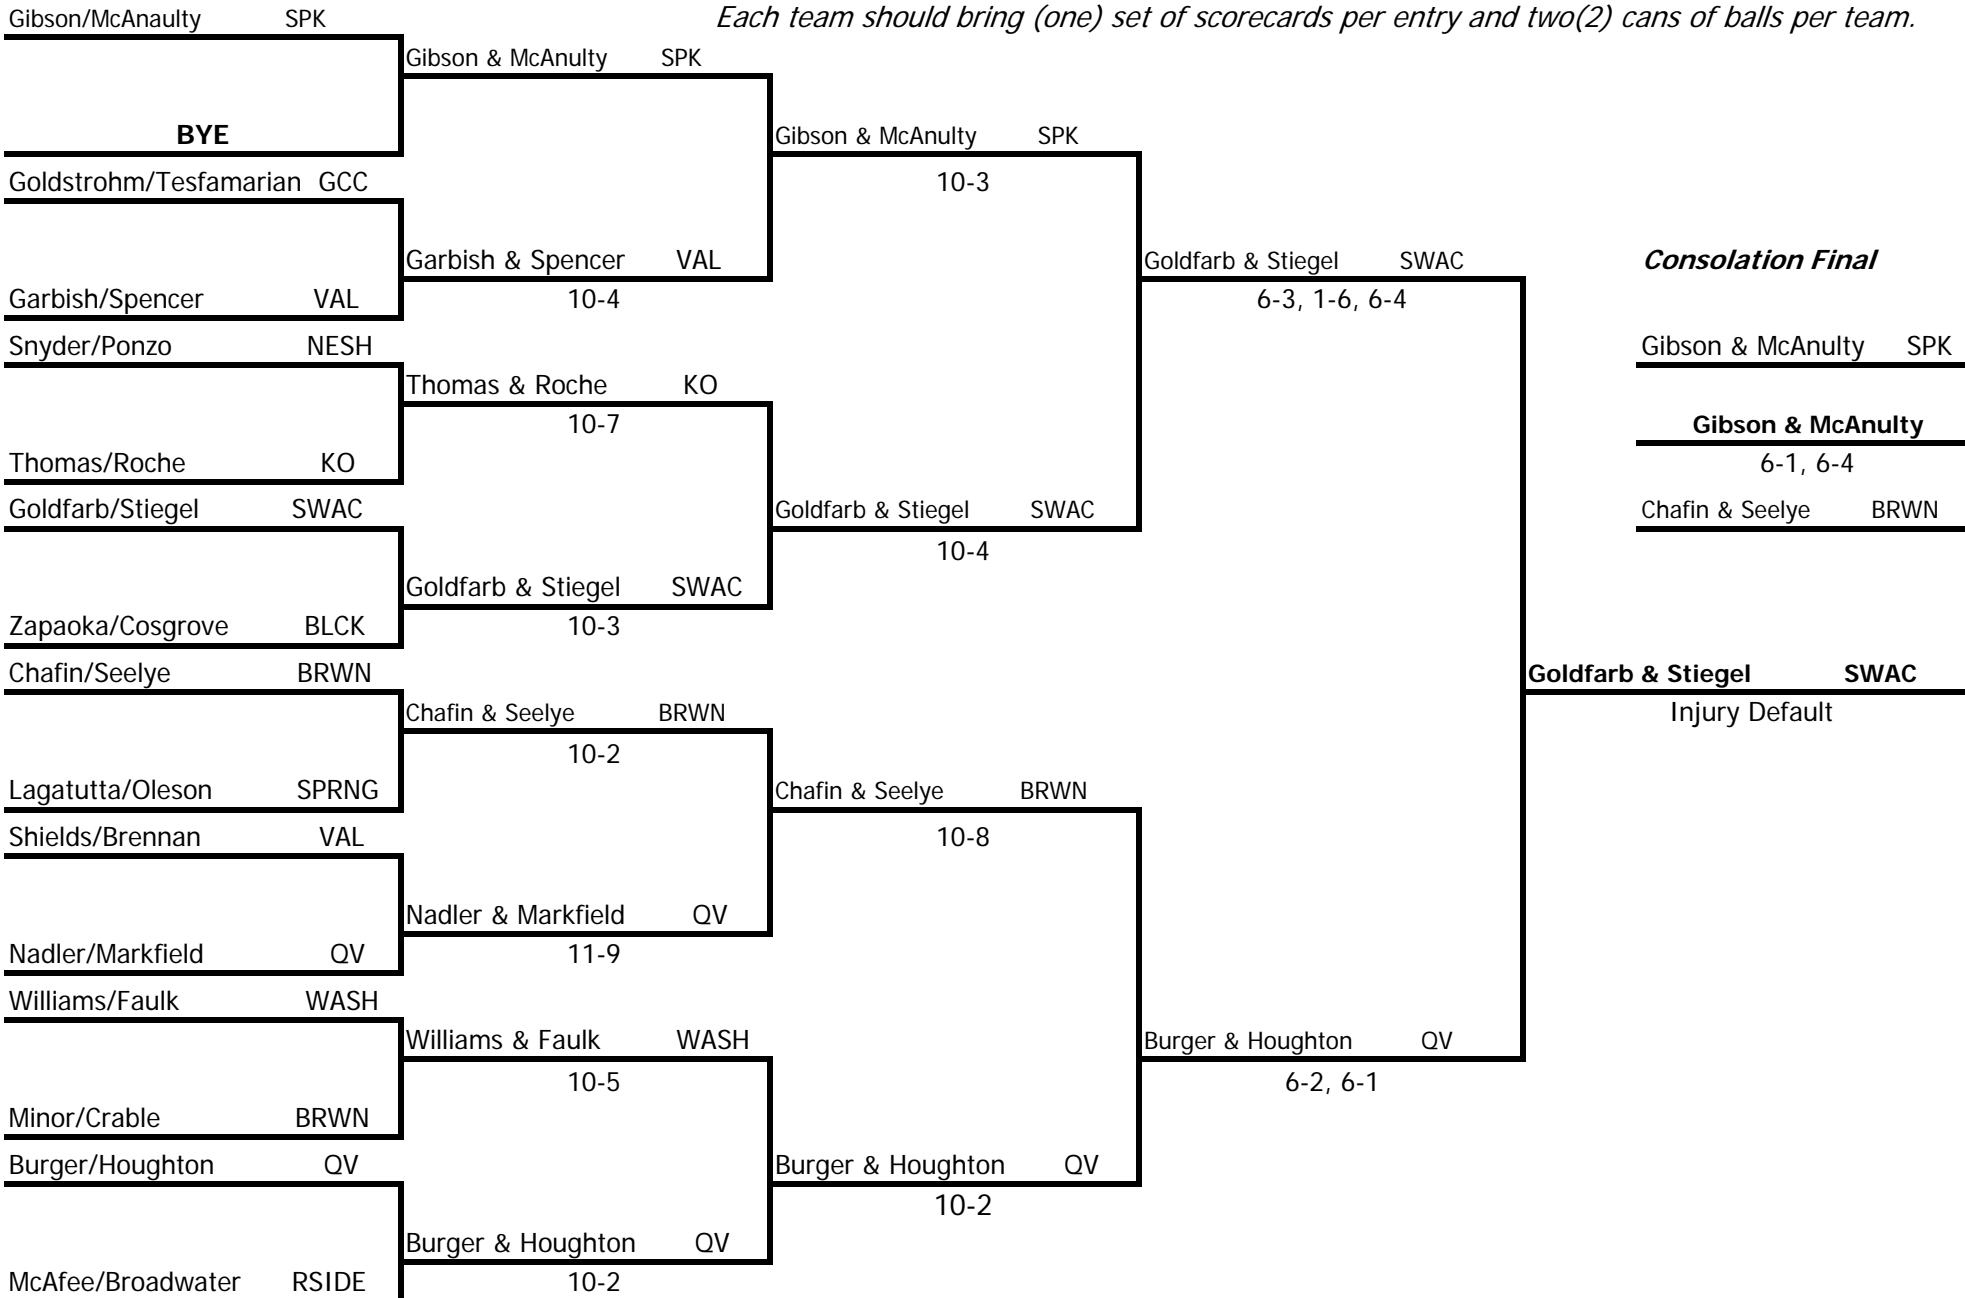 Gibson/McAnaulty SPK
Each team should bring (one) set of scorecards per entry and two(2) cans of balls per team.
Gibson & McAnulty SPK
BYE
Gibson & McAnulty SPK
Goldstrohm/Tesfamarian GCC
10-3
Garbish & Spencer VAL
Goldfarb & Stiegel SWAC
Consolation Final
Garbish/Spencer VAL
10-4
6-3, 1-6, 6-4
Snyder/Ponzo NESH
Gibson & McAnulty SPK
Thomas & Roche KO
10-7
Gibson & McAnulty
Thomas/Roche KO
6-1, 6-4
Goldfarb/Stiegel SWAC
Goldfarb & Stiegel SWAC
Chafin & Seelye BRWN
10-4
Goldfarb & Stiegel SWAC
Zapaoka/Cosgrove BLCK
10-3
Chafin/Seelye BRWN
Goldfarb & Stiegel SWAC
Chafin & Seelye BRWN
Injury Default
10-2
Lagatutta/Oleson SPRNG
Chafin & Seelye BRWN
Shields/Brennan VAL
10-8
Nadler & Markfield QV
Nadler/Markfield QV
11-9
Williams/Faulk WASH
Williams & Faulk WASH
Burger & Houghton QV
10-5
6-2, 6-1
Minor/Crable BRWN
Burger/Houghton QV
Burger & Houghton QV
10-2
Burger & Houghton QV
McAfee/Broadwater RSIDE
10-2